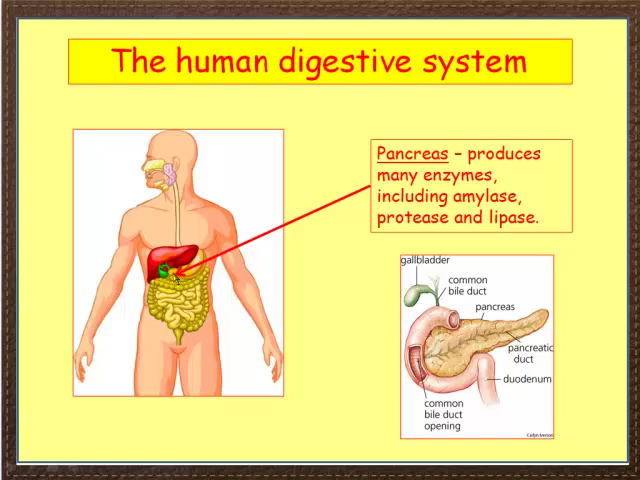 The human digestive system
Pancreas – produces
many enzymes,
including amylase,
protease and lipase.
gallbladder
common
bile duct
pancreas
pancreatic
duct
duodenum
common
bile duct
opening